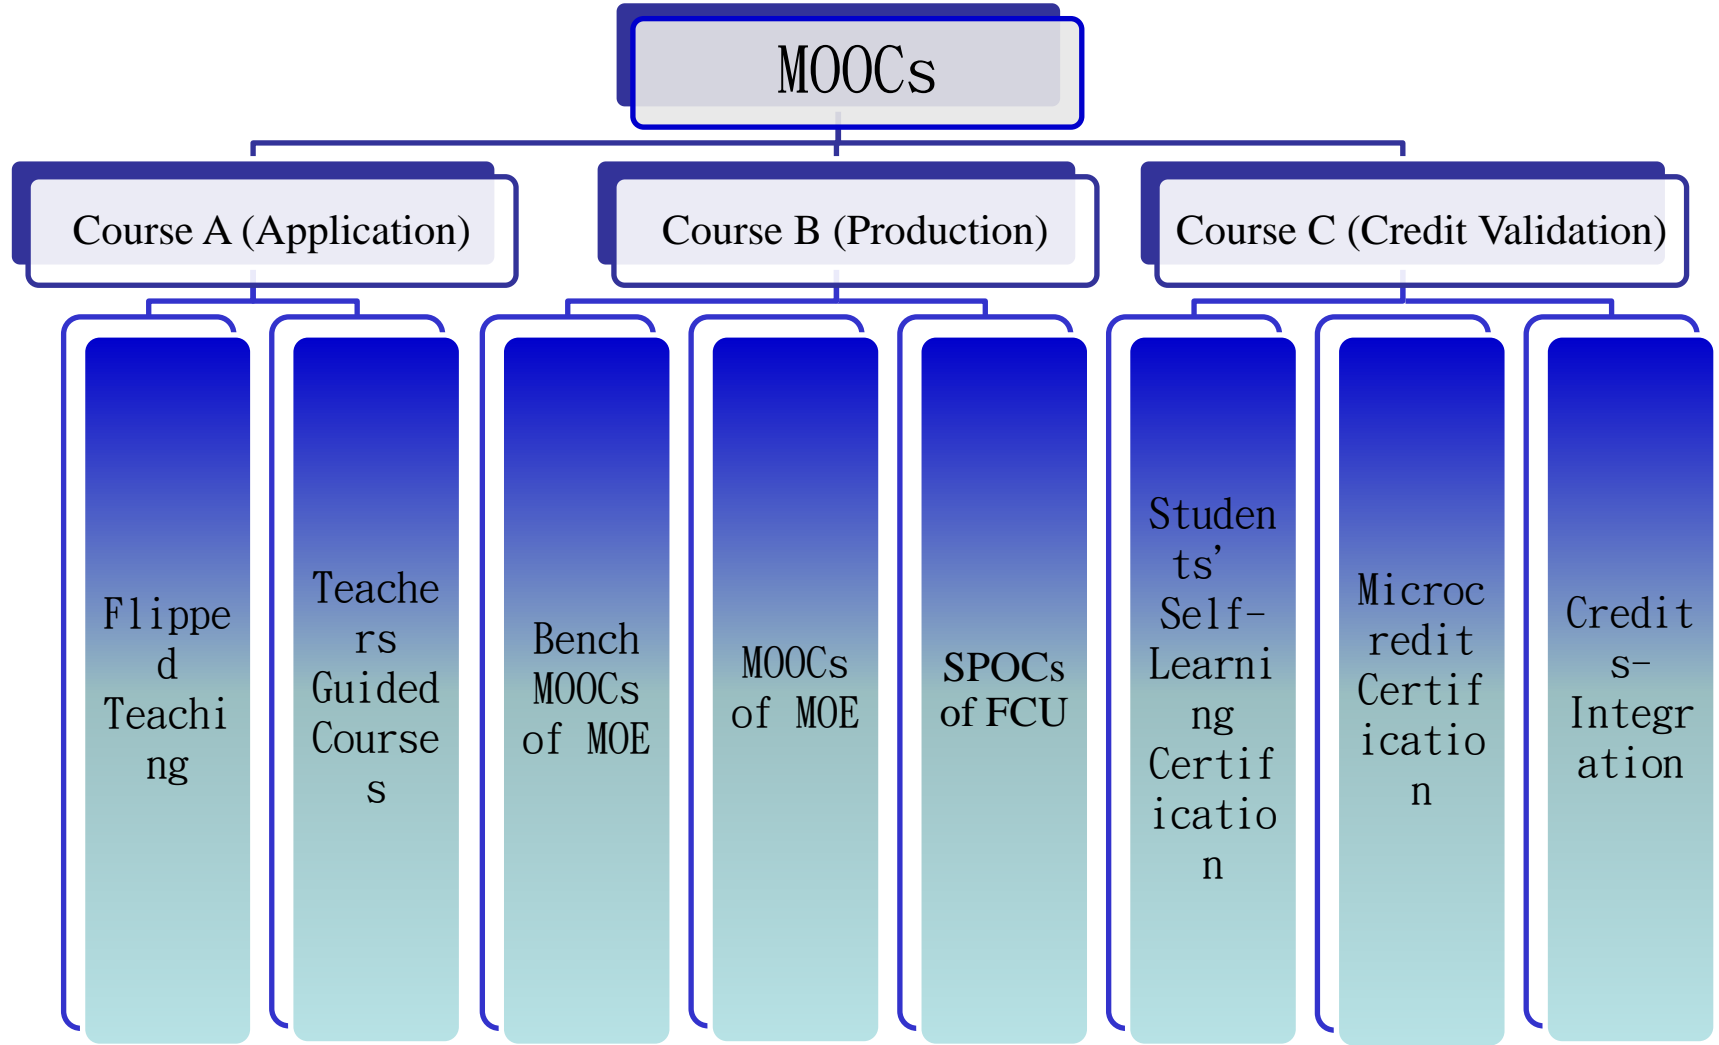 MOOCs
Course A (Application)
Course B (Production)
Course C (Credit Validation)
Flippe
d
Teachi
ng
Teache
rs
Guided
Course
s
Bench
MOOCs
of MOE
MOOCs
of MOE
SPOCs
of FCU
Studen
ts’
Self-
Learni
ng
Certif
icatio
n
Microc
redit
Certif
icatio
n
Credit
s-
Integr
ation